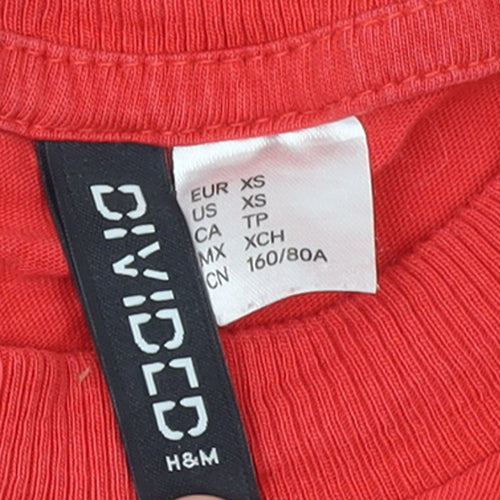 DIVIDED
H&M
EUR XS
US XS
CA TP
MX XCH
CN 160/80A